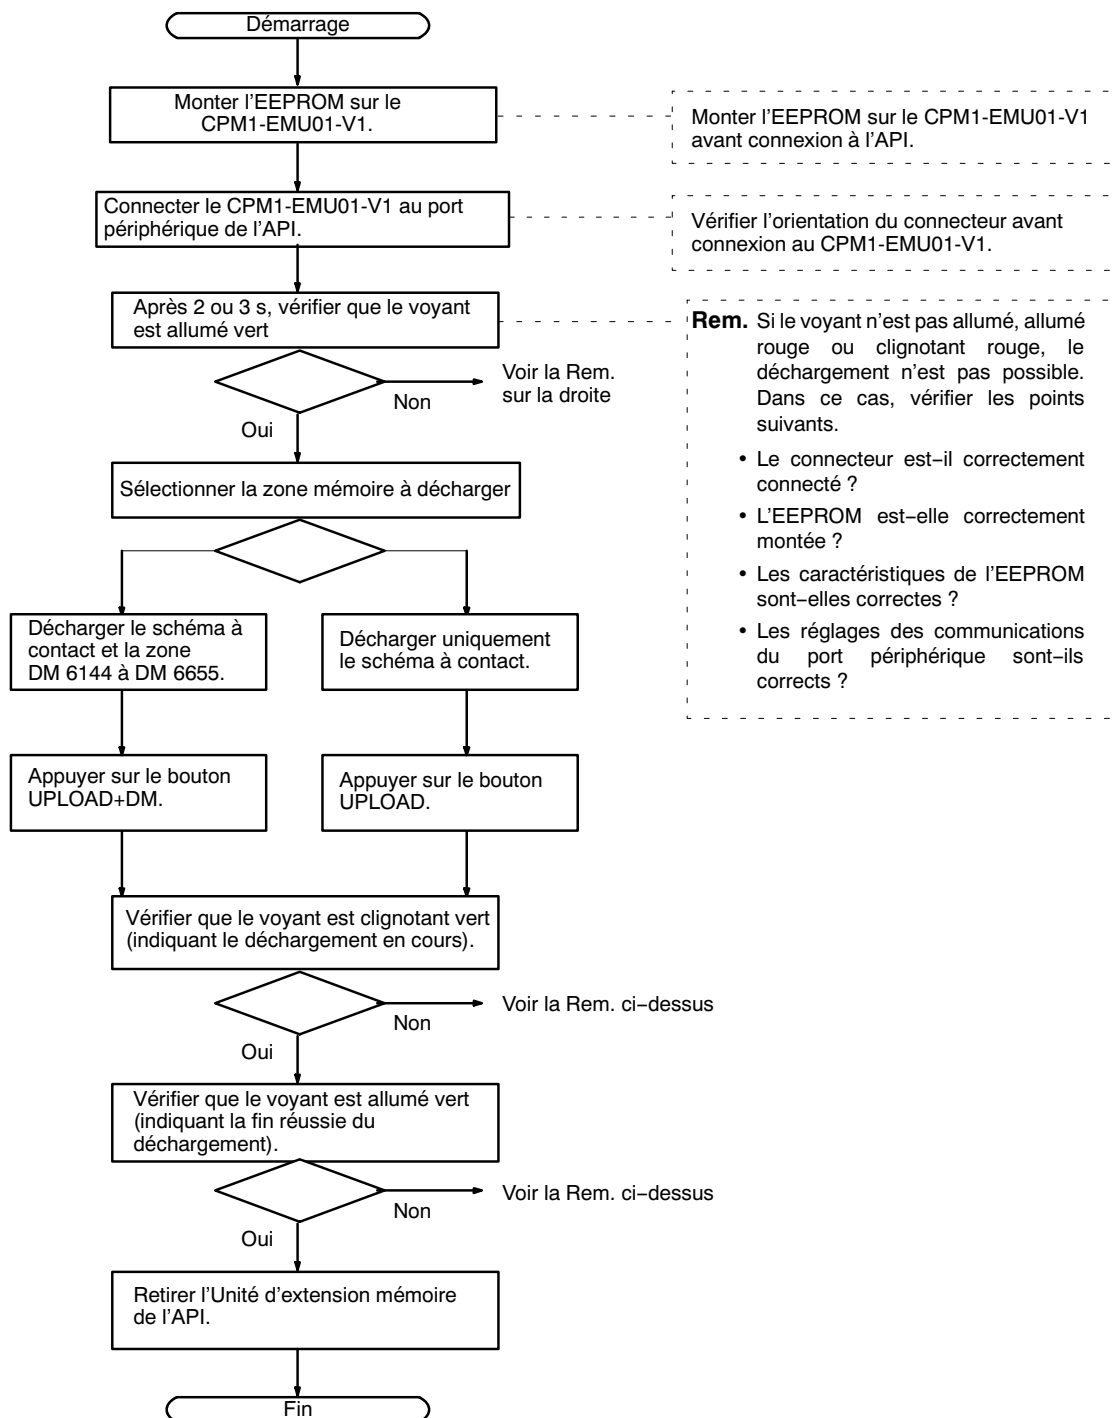 Démarrage
Monter l'EEPROM sur le
CPM1-EMU01-V1.
Monter l'EEPROM sur le CPM1-EMU01-V1
avant connexion à l'API.
Connecter le CPM1-EMU01-V1 au port
périphérique de l'API.
Vérifier l'orientation du connecteur avant
connexion au CPM1-EMU01-V1.
Après 2 ou 3 s, vérifier que le voyant
est allumé vert
Rem. Si le voyant n'est pas allumé, allumé
rouge ou clignotant rouge, le
déchargement n'est pas possible.
Dans ce cas, vérifier les points
suivants.
• Le connecteur est–il correctement
connecté ?
• L'EEPROM est–elle correctement
montée ?
• Les caractéristiques de l'EEPROM
sont–elles correctes ?
• Les réglages des communications
du port périphérique sont–ils
corrects ?
Non
Voir la Rem.
sur la droite
Oui
Sélectionner la zone mémoire à décharger
Décharger le schéma à
contact et la zone
DM 6144 à DM 6655.
Décharger uniquement
le schéma à contact.
Appuyer sur le bouton
UPLOAD+DM.
Appuyer sur le bouton
UPLOAD.
Vérifier que le voyant est clignotant vert
(indiquant le déchargement en cours).
Non
Voir la Rem. ci–dessus
Oui
Vérifier que le voyant est allumé vert
(indiquant la fin réussie du
déchargement).
Non
Voir la Rem. ci–dessus
Oui
Retirer l'Unité d'extension mémoire
de l'API.
Fin